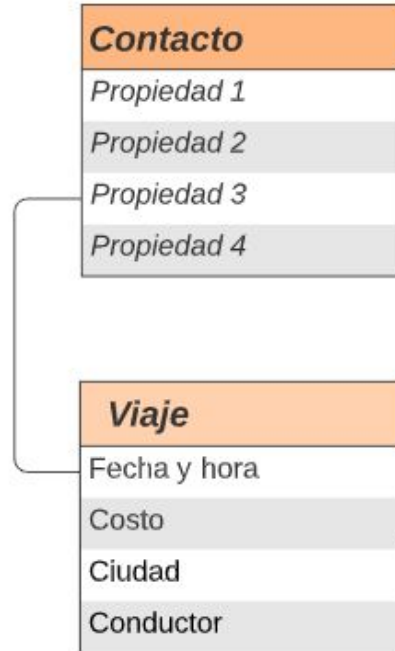 Contacto
Propiedad 1
Propiedad 2
Propiedad 3
Propiedad 4
Viaje
Fecha y hora
Costo
Ciudad
Conductor